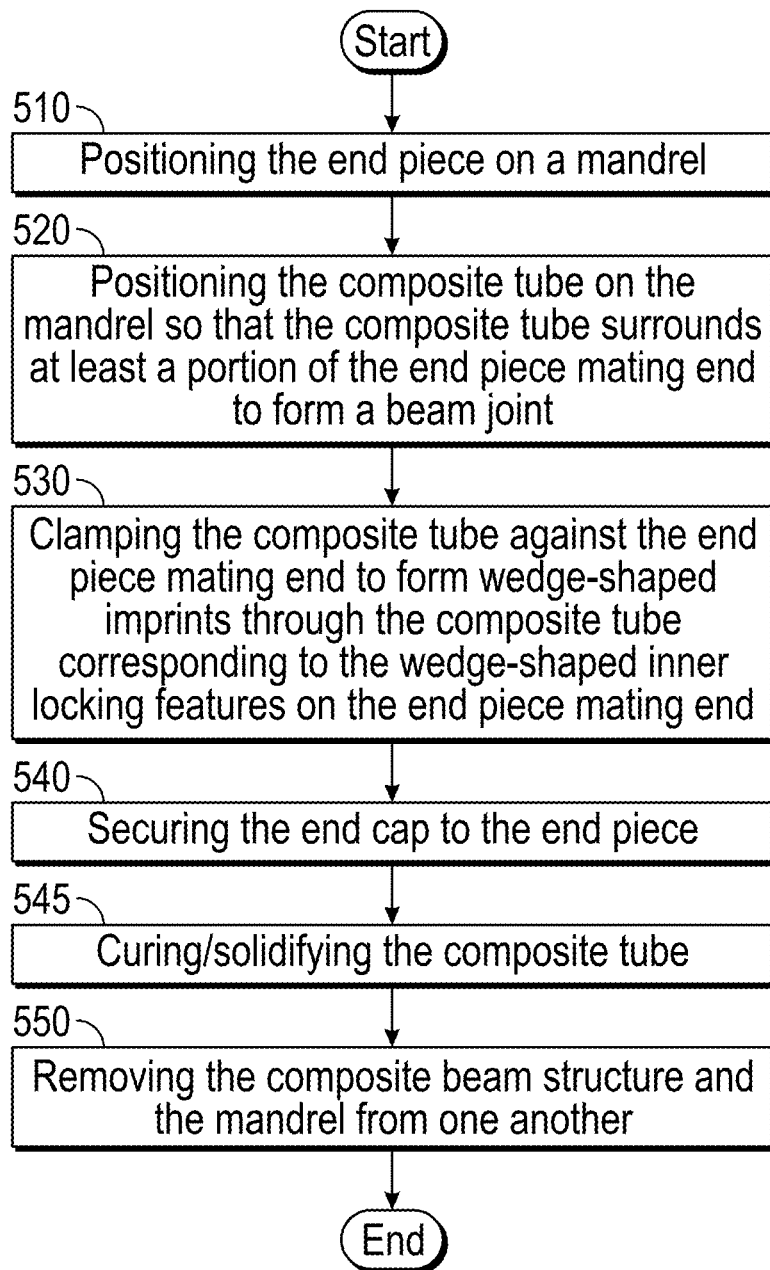 Start
510
Positioning the end piece on a mandrel
520
Positioning the composite tube on the
mandrel so that the composite tube surrounds
at least a portion of the end piece mating end
to form a beam joint
530
Clamping the composite tube against the end
piece mating end to form wedge-shaped
imprints through the composite tube
corresponding to the wedge-shaped inner
locking features on the end piece mating end
540
Securing the end cap to the end piece
545
Curing/solidifying the composite tube
550
Removing the composite beam structure and
the mandrel from one another
End